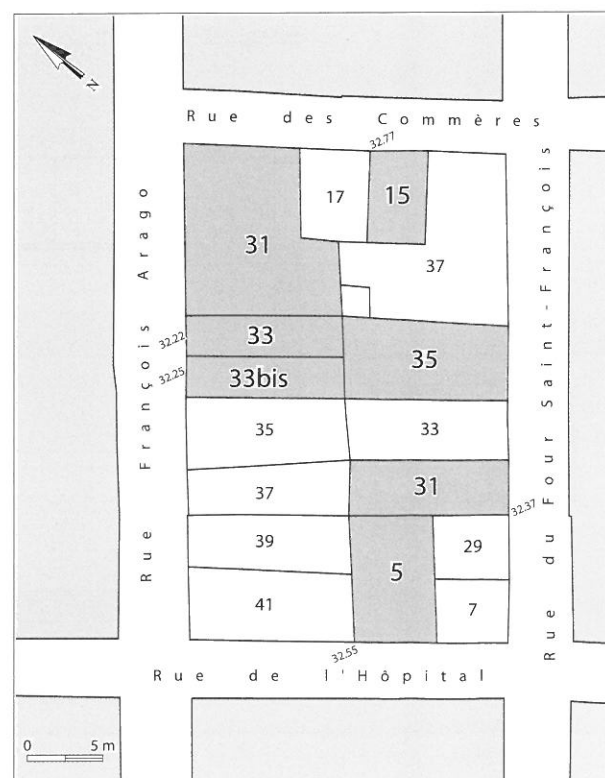 N
Rue des Commères
32.77
17
15
31
37
Rue François Arago
Rue du Four Saint-François
33
32.22
35
33bis
32.25
35
33
37
31
32.37
39
5
29
41
7
32.55
Rue de l'Hôpital
0 5 m